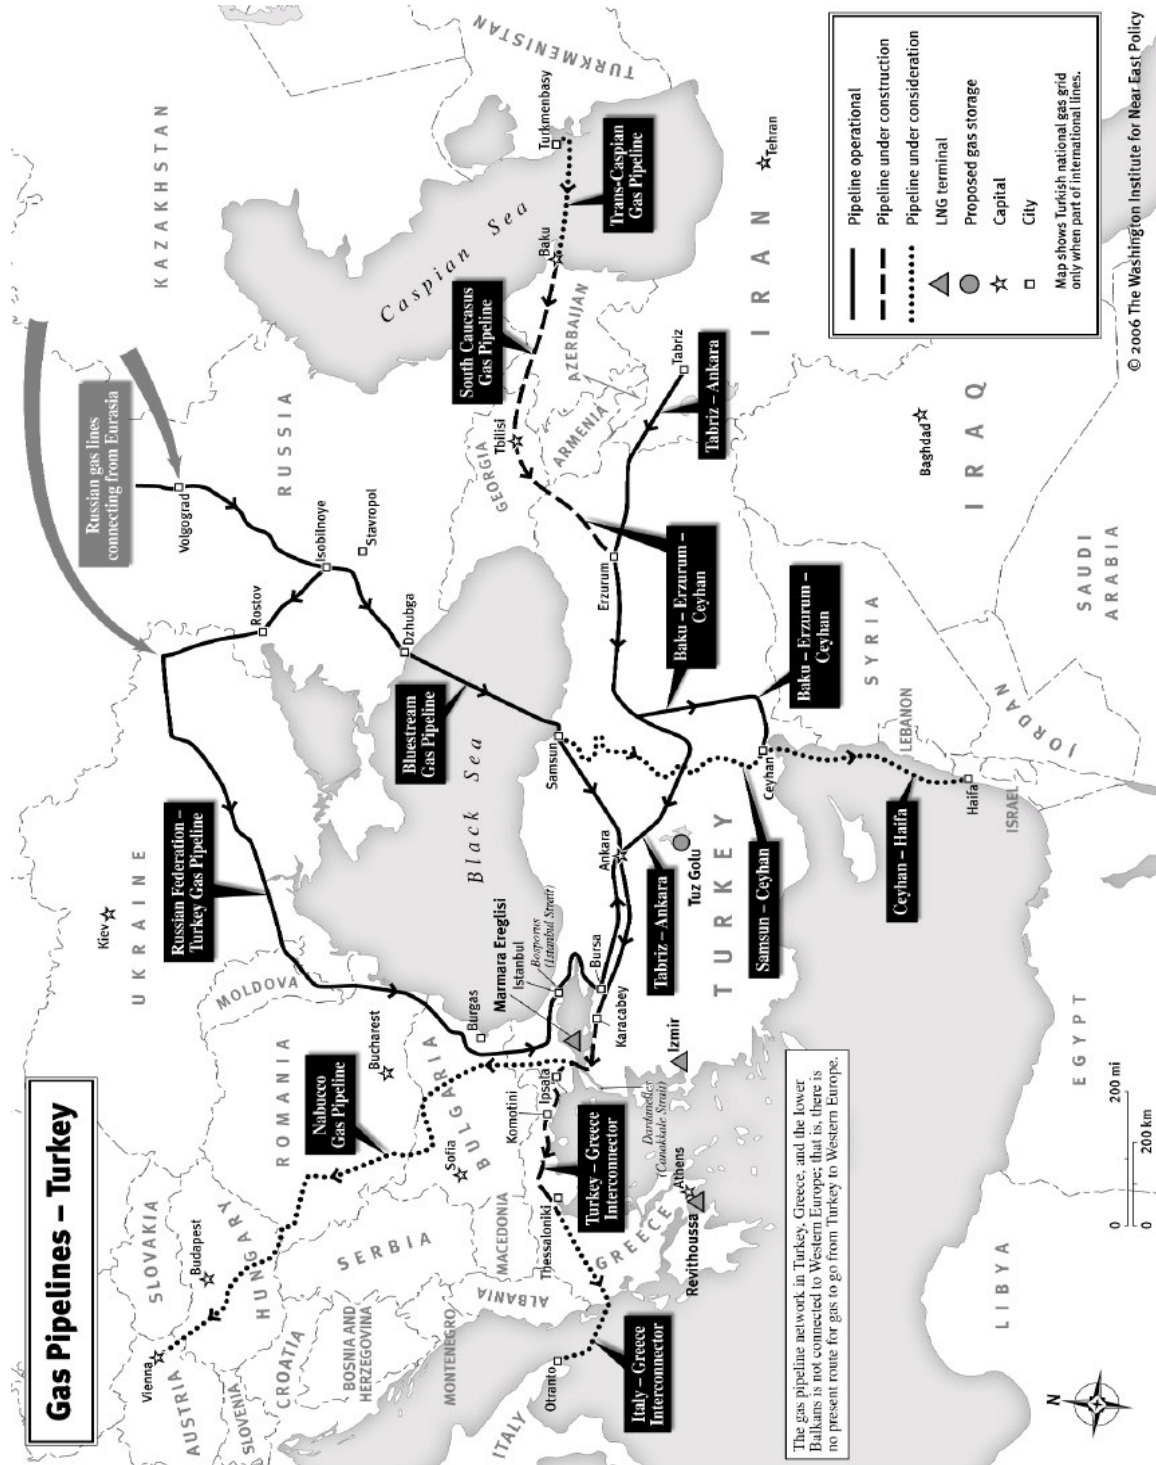 Gas Pipelines – Turkey
Russian gas lines
connecting from Eurasia
KAZAKHSTAN
TURKMENISTAN
Turkmenbasy
Trans-Caspian
Gas Pipeline
Caspian Sea
Baku
South Caucasus
Gas Pipeline
AZERBAIJAN
ARMENIA
GEORGIA
Tbilisi
RUSSIA
Volgograd
Isobilnoye
Stavropol
Rostov
Dzhubga
Bluestream
Gas Pipeline
Black Sea
Russian Federation –
Turkey Gas Pipeline
UKRAINE
Kiev
MOLDOVA
ROMANIA
Bucharest
Nabucco
Gas Pipeline
BULGARIA
Burgas
Sofia
SLOVAKIA
Budapest
HUNGARY
Vienna
AUSTRIA
SLOVENIA
CROATIA
BOSNIA AND
HERZEGOVINA
SERBIA
MONTENEGRO
MACEDONIA
ALBANIA
ITALY
Otranto
Italy – Greece
Interconnector
Thessaloniki
GREECE
Turkey – Greece
Interconnector
Komotini
Ipsala
Dardanelles
(Canakkale Strait)
Athens
Revithoussa
Izmir
Marmara Ereglisi
Istanbul
Bosporus
(Istanbul Strait)
Bursa
Karacabey
Ankara
Tabriz – Ankara
Tuz Golu
TURKEY
Samsun
Samsun – Ceyhan
Ceyhan
Ceyhan – Haifa
Haifa
ISRAEL
LEBANON
JORDAN
SYRIA
Baku – Erzurum –
Ceyhan
Baku – Erzurum –
Ceyhan
Erzurum
Tabriz
Tabriz – Ankara
IRAN
Tehran
IRAQ
Baghdad
SAUDI
ARABIA
EGYPT
LIBYA
Pipeline operational
Pipeline under construction
Pipeline under consideration
LNG terminal
Proposed gas storage
Capital
City
Map shows Turkish national gas grid
only when part of international lines.
The gas pipeline network in Turkey, Greece, and the lower
Balkans is not connected to Western Europe; that is, there is
no present route for gas to go from Turkey to Western Europe.
N
0 200 mi
0 200 km
© 2006 The Washington Institute for Near East Policy